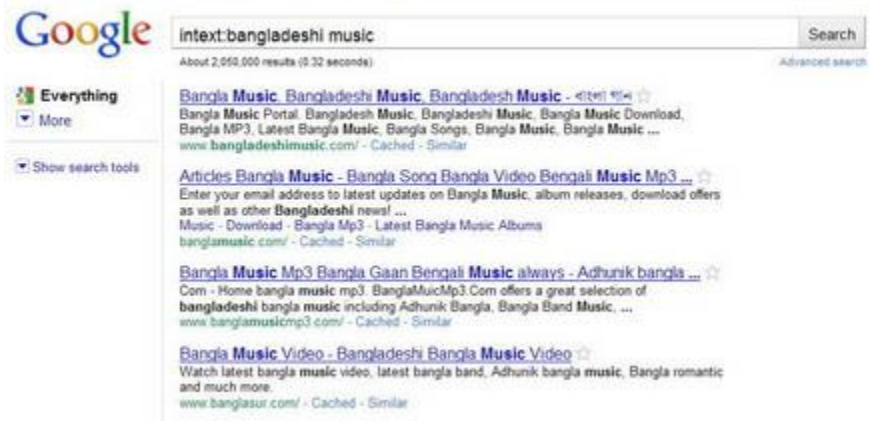 Google
intext:bangladeshi music
Search
About 2,050,000 results (0.32 seconds)
Advanced search
Everything
More
Show search tools
Bangla Music, Bangladeshi Music, Bangladesh Music - বাংলা গান
Bangla Music Portal. Bangladesh Music, Bangladeshi Music, Bangla Music Download,
Bangla MP3, Latest Bangla Music, Bangla Songs, Bangla Music, Bangla Music ...
www.bangladeshimusic.com/ - Cached - Similar
Articles Bangla Music - Bangla Song Bangla Video Bengali Music Mp3 ...
Enter your email address to latest updates on Bangla Music, album releases, download offers
as well as other Bangladeshi news! ...
Music - Download - Bangla Mp3 - Latest Bangla Music Albums
banglamusic.com/ - Cached - Similar
Bangla Music Mp3 Bangla Gaan Bengali Music always - Adhunik bangla ...
Com - Home bangla music mp3. BanglaMuicMp3.Com offers a great selection of
bangladeshi bangla music including Adhunik Bangla, Bangla Band Music, ...
www.banglamusicmp3.com/ - Cached - Similar
Bangla Music Video - Bangladeshi Bangla Music Video
Watch latest bangla music video, latest bangla band, Adhunik bangla music, Bangla romantic
and much more.
www.banglasur.com/ - Cached - Similar